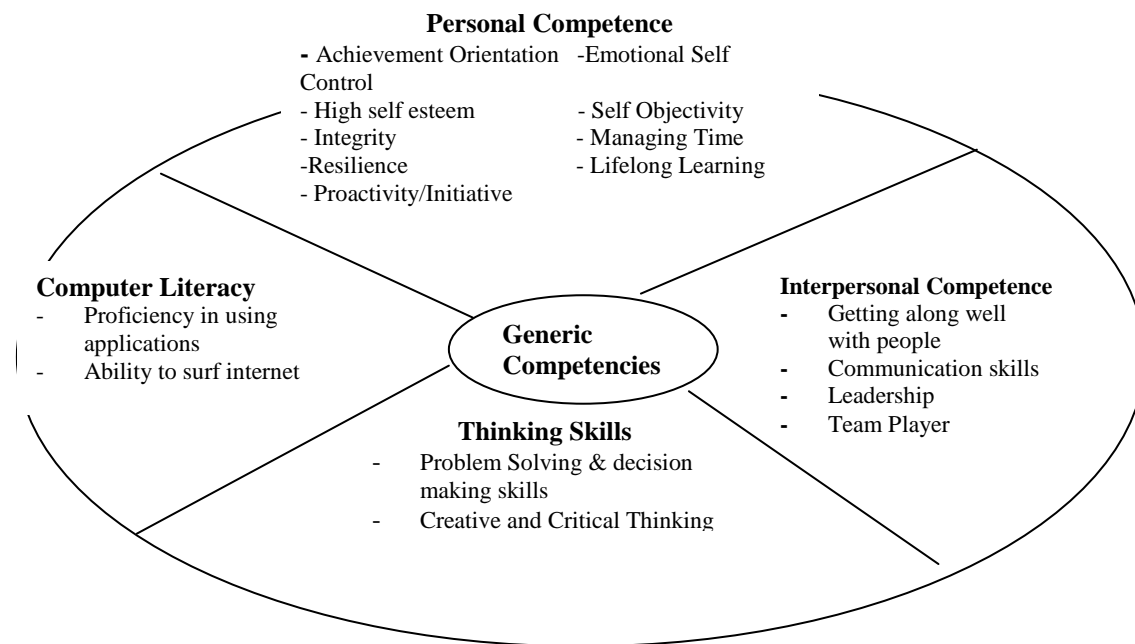 Personal Competence
- Achievement Orientation -Emotional Self
Control
- High self esteem - Self Objectivity
- Integrity - Managing Time
-Resilience - Lifelong Learning
- Proactivity/Initiative
Computer Literacy
- Proficiency in using
applications
- Ability to surf internet
Generic
Competencies
Interpersonal Competence
- Getting along well
with people
- Communication skills
- Leadership
- Team Player
Thinking Skills
- Problem Solving & decision
making skills
- Creative and Critical Thinking